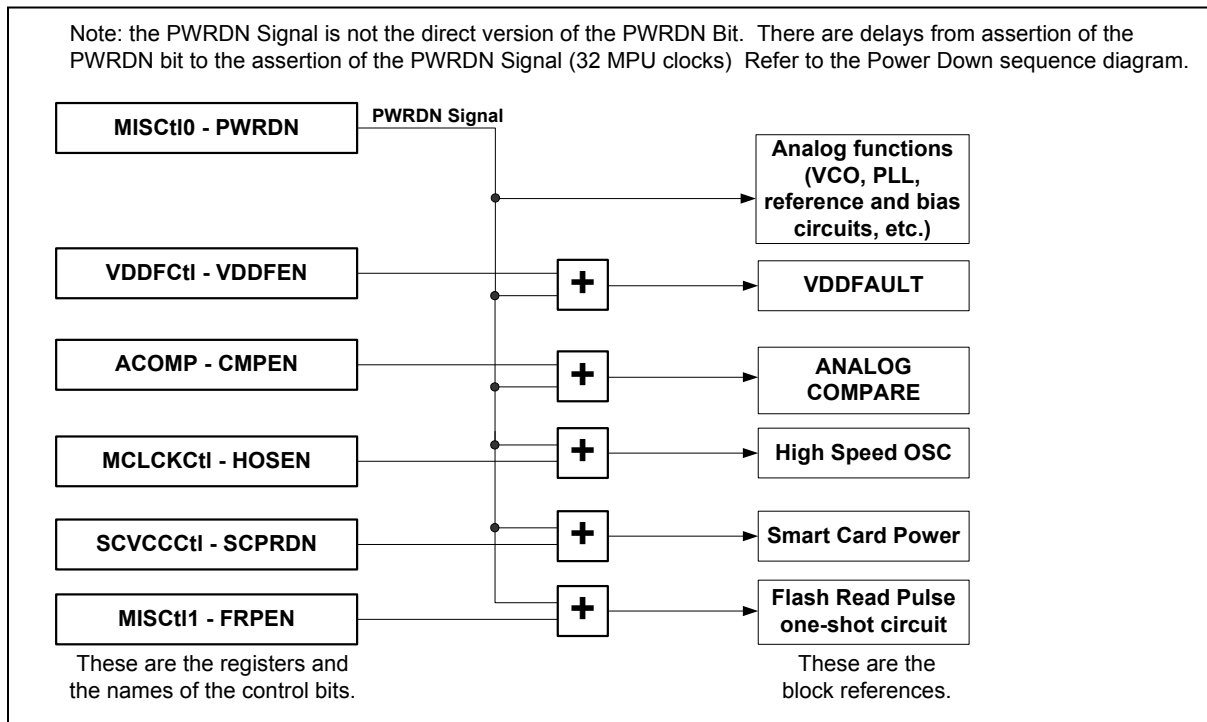 Note: the PWRDN Signal is not the direct version of the PWRDN Bit.  There are delays from assertion of the
PWRDN bit to the assertion of the PWRDN Signal (32 MPU clocks)  Refer to the Power Down sequence diagram.
MISCtl0 - PWRDN
PWRDN Signal
Analog functions
(VCO, PLL,
reference and bias
circuits, etc.)
VDDFCtl - VDDFEN
+
VDDFAULT
ACOMP - CMPEN
+
ANALOG
COMPARE
MCLCKCtl - HOSEN
+
High Speed OSC
SCVCCCtl - SCPRDN
+
Smart Card Power
MISCtl1 - FRPEN
+
Flash Read Pulse
one-shot circuit
These are the registers and
the names of the control bits.
These are the
block references.